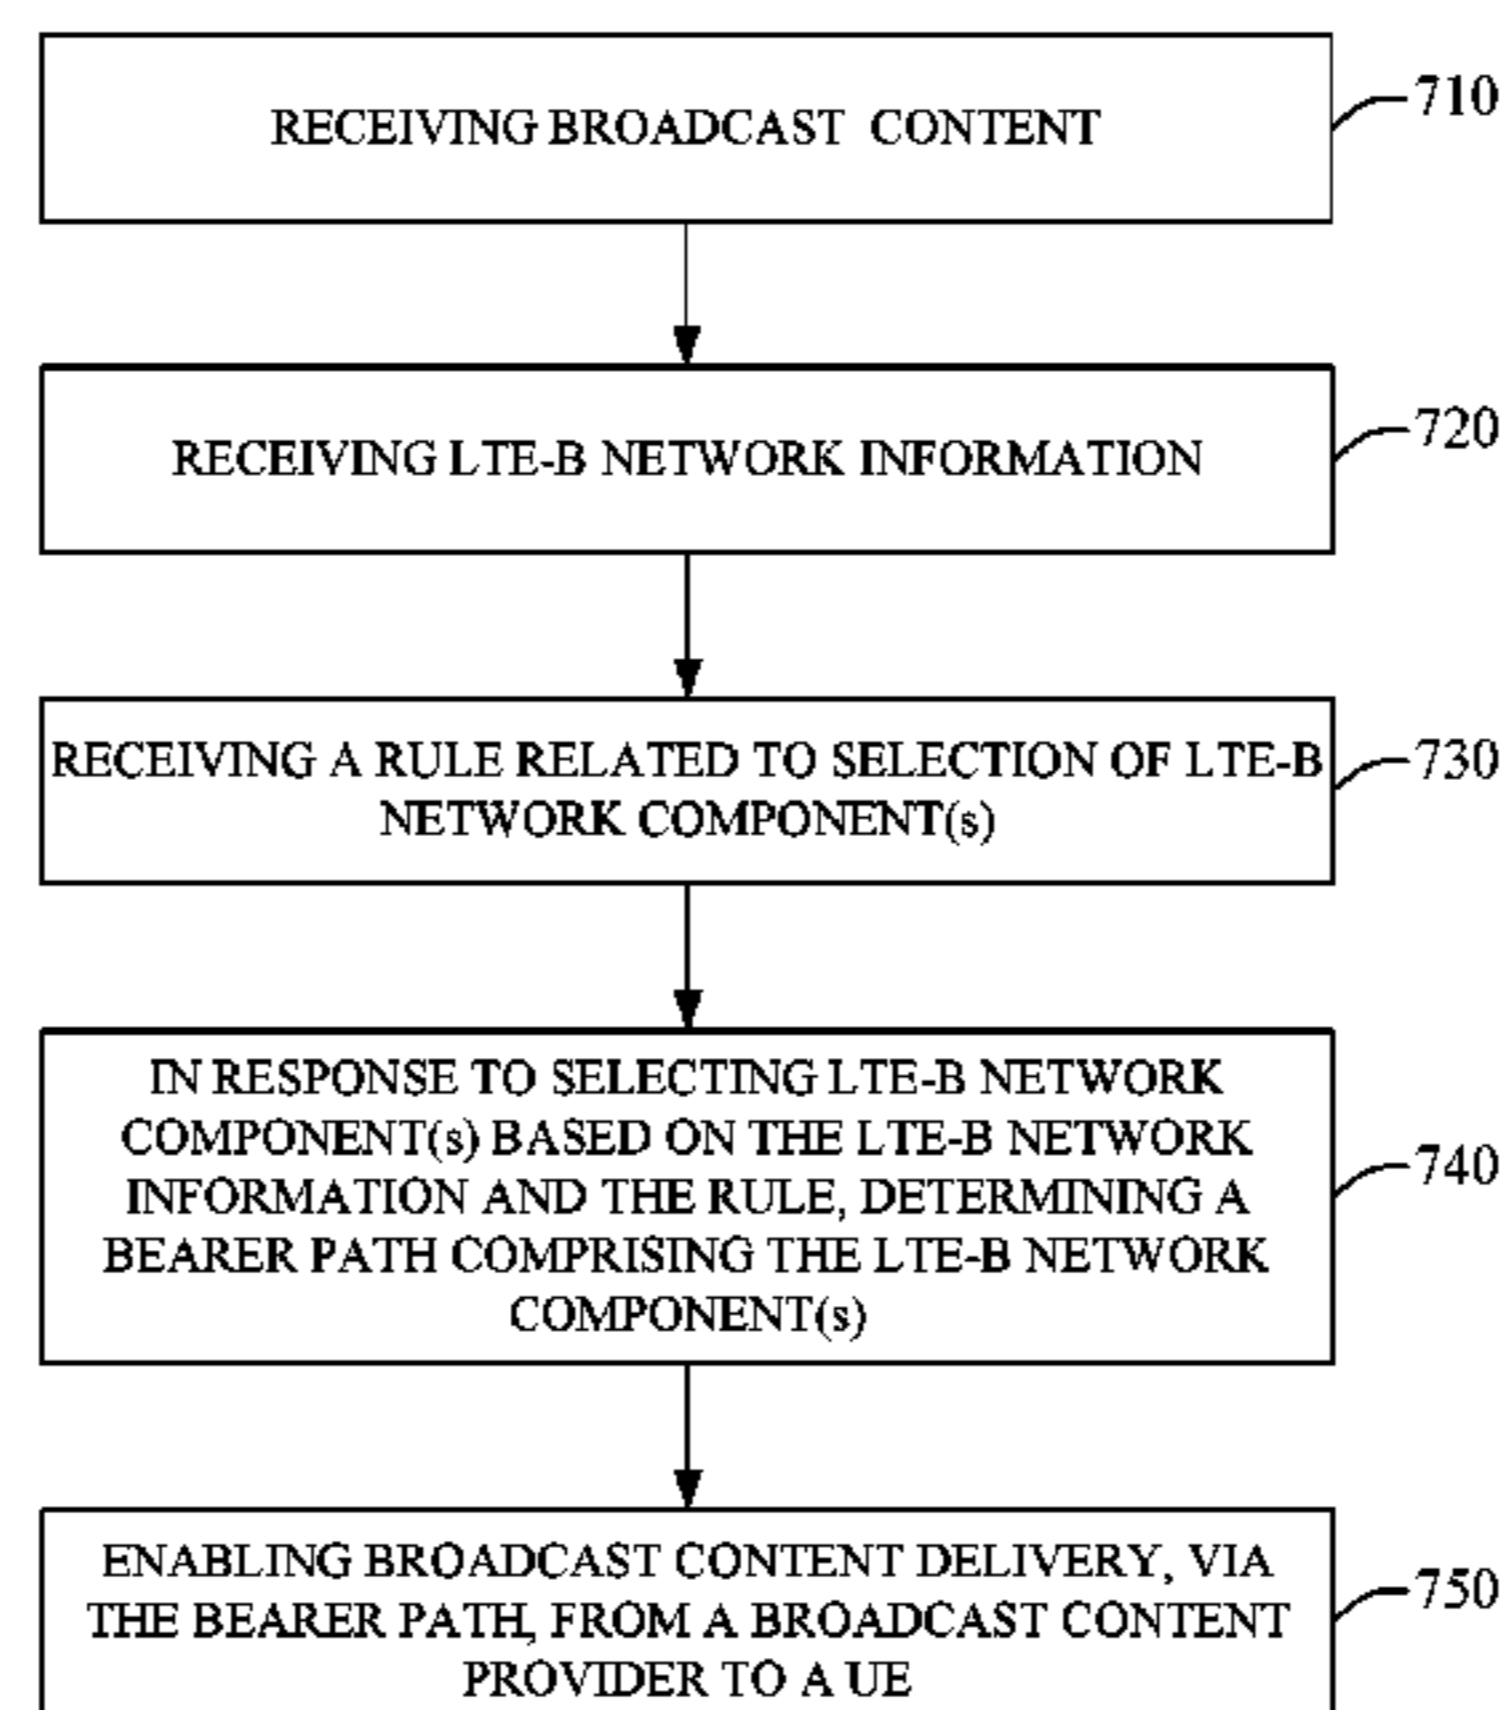 RECEIVING BROADCAST CONTENT
710
RECEIVING LTE-B NETWORK INFORMATION
720
RECEIVING A RULE RELATED TO SELECTION OF LTE-B
NETWORK COMPONENT(s)
730
IN RESPONSE TO SELECTING LTE-B NETWORK
COMPONENT(s) BASED ON THE LTE-B NETWORK
INFORMATION AND THE RULE, DETERMINING A
BEARER PATH COMPRISING THE LTE-B NETWORK
COMPONENT(s)
740
ENABLING BROADCAST CONTENT DELIVERY, VIA
THE BEARER PATH, FROM A BROADCAST CONTENT
PROVIDER TO A UE
750